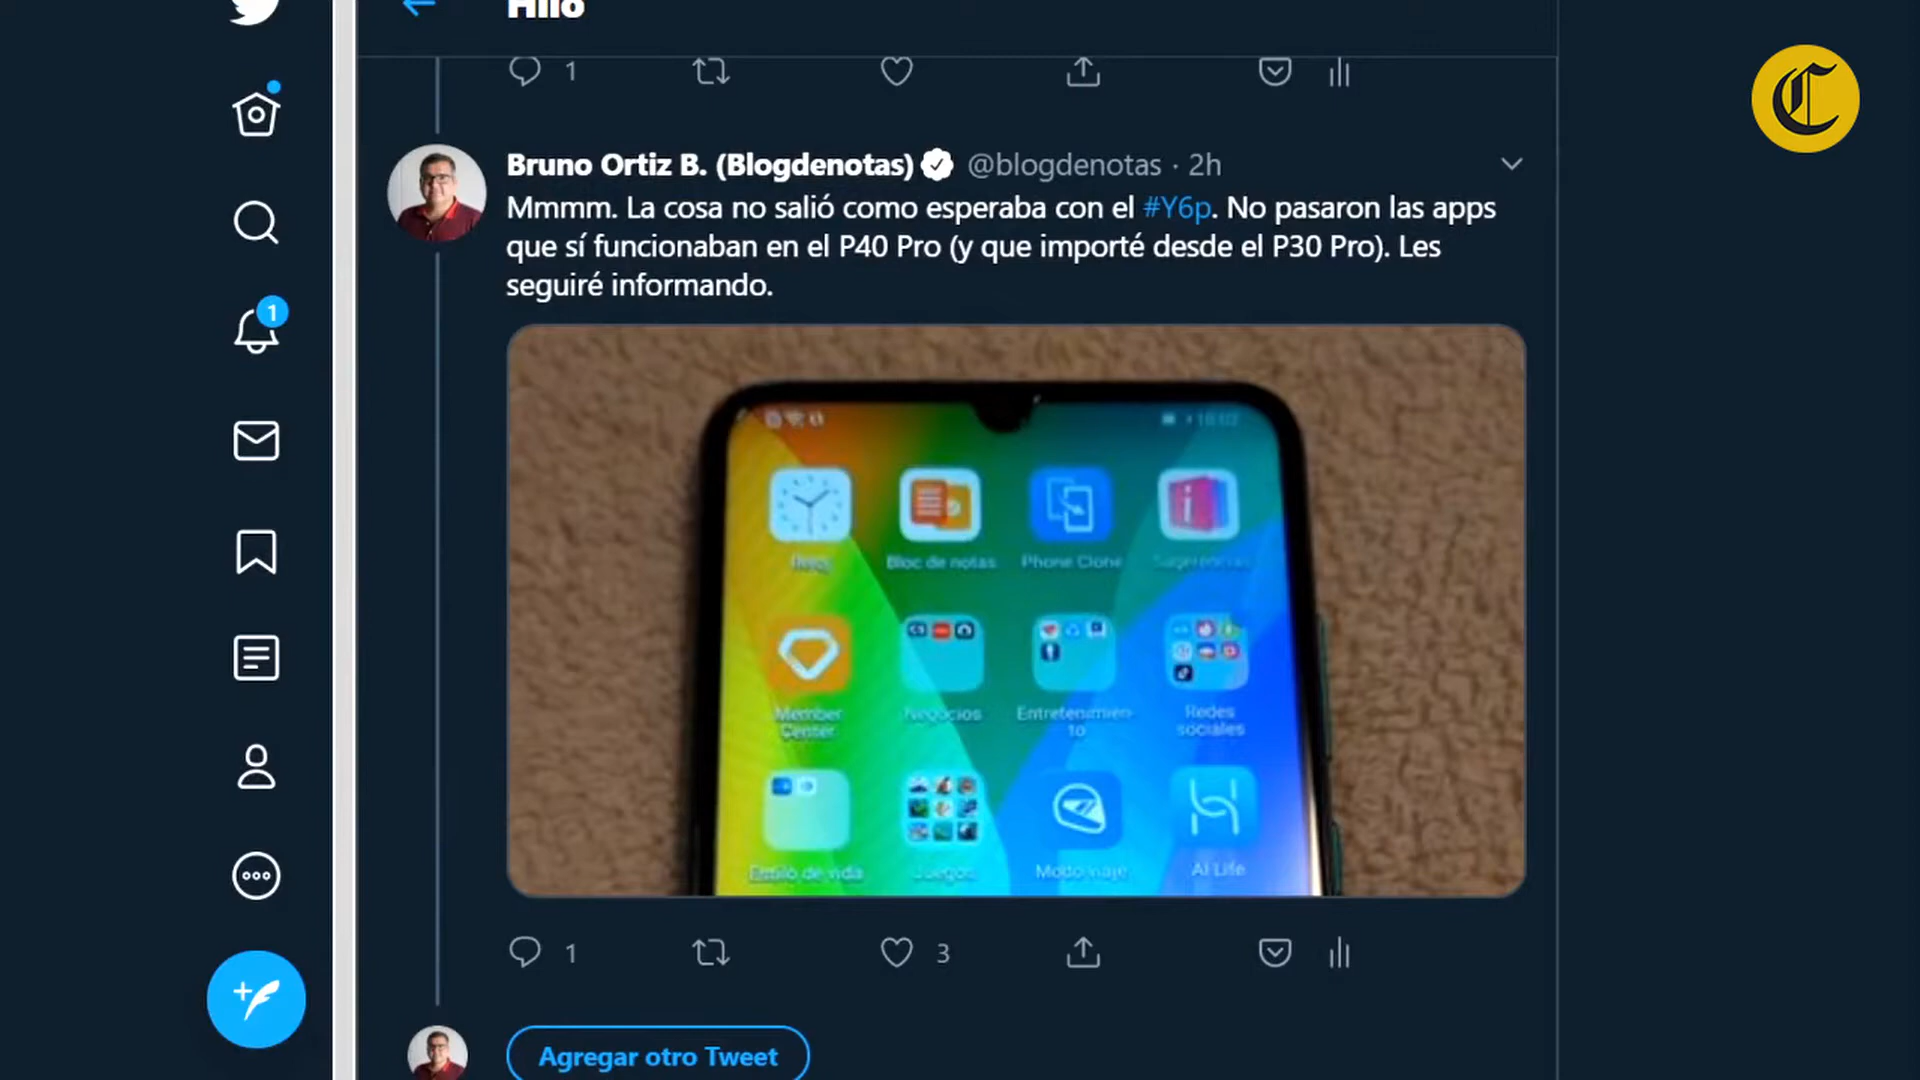 Hilo
1
Bruno Ortiz B. (Blogdenotas) @blogdenotas · 2h
Mmmm. La cosa no salió como esperaba con el #Y6p. No pasaron las apps
que sí funcionaban en el P40 Pro (y que importé desde el P30 Pro). Les
seguiré informando.
Reloj
Bloc de notas
Phone Clone
Sugerencias
Member
Center
Negocios
Entretenimien-
to
Redes
sociales
Estilo de vida
Juegos
Modo viaje
AI Life
1
3
Agregar otro Tweet
1
C